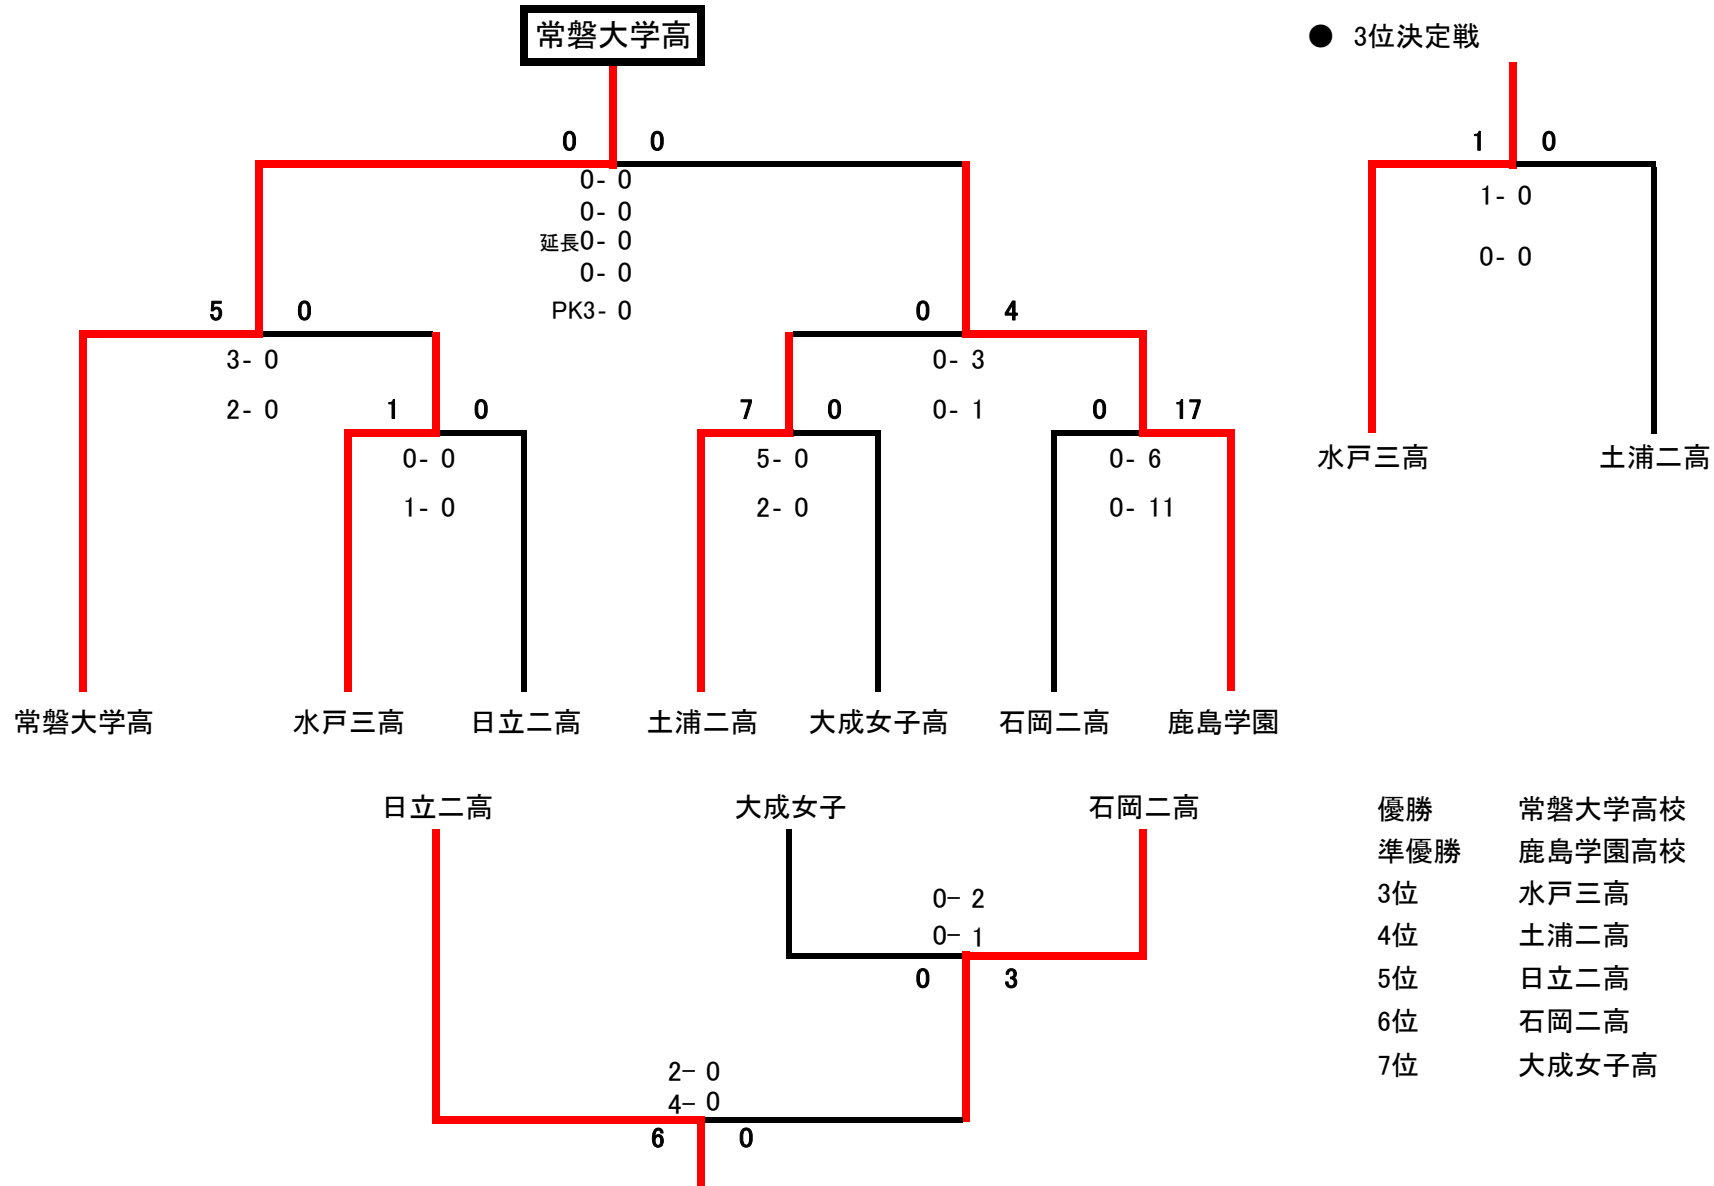 常磐大学高
● 3位決定戦
0 0
1 0
0- 0
0- 0
延長0- 0
0- 0
PK3- 0
1- 0
0- 0
5 0
0 4
3- 0
2- 0
0- 3
0- 1
1 0
7 0
0 17
0- 0
1- 0
5- 0
2- 0
0- 6
0- 11
水戸三高 土浦二高
常磐大学高 水戸三高 日立二高 土浦二高 大成女子高 石岡二高 鹿島学園
日立二高 大成女子 石岡二高
0- 2
0- 1
0 3
2- 0
4- 0
6 0
優勝 常磐大学高校
準優勝 鹿島学園高校
3位 水戸三高
4位 土浦二高
5位 日立二高
6位 石岡二高
7位 大成女子高